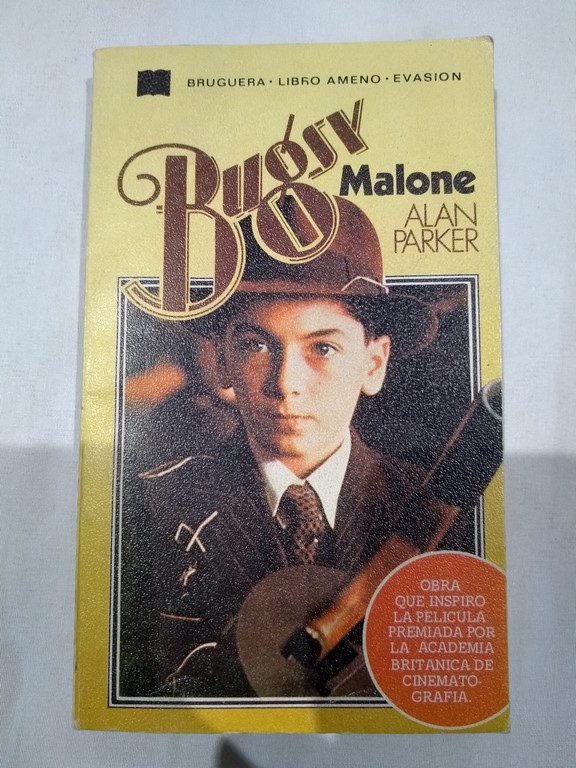 BRUGUERA · LIBRO AMENO · EVASION
Bugsy
Malone
ALAN
PARKER
OBRA
QUE INSPIRO
LA PELICULA
PREMIADA POR
LA ACADEMIA
BRITANICA DE
CINEMATO-
GRAFIA.